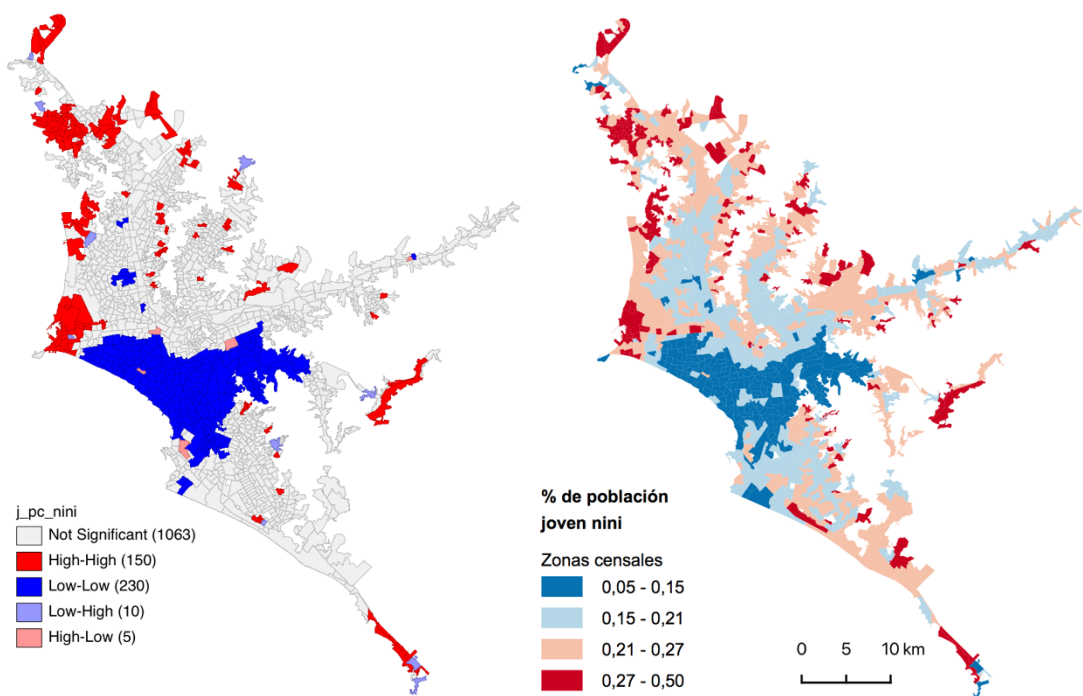 j_pc_nini
Not Significant (1063)
High-High (150)
Low-Low (230)
Low-High (10)
High-Low (5)
% de población
joven nini
Zonas censales
0,05 - 0,15
0,15 - 0,21
0,21 - 0,27
0,27 - 0,50
0 5 10 km